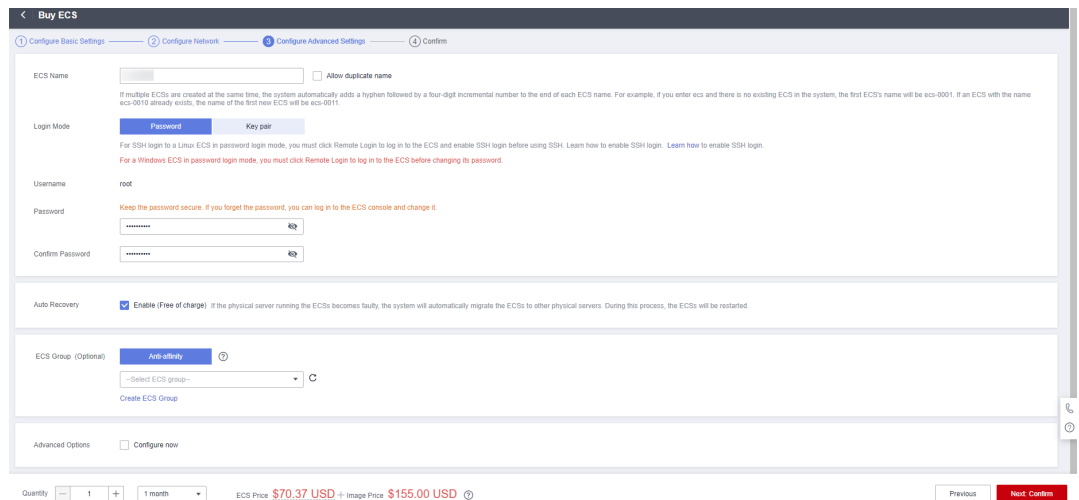 Buy ECS
1 Configure Basic Settings 2 Configure Network 3 Configure Advanced Settings 4 Confirm
ECS Name Allow duplicate name
If multiple ECSs are created at the same time, the system automatically adds a hyphen followed by a four-digit incremental number to the end of each ECS name. For example, if you enter ecs and there is no existing ECS in the system, the first ECS's name will be ecs-0001. If an ECS with the name
ecs-0010 already exists, the name of the first new ECS will be ecs-0011.
Login Mode Password Key pair
For SSH login to a Linux ECS in password login mode, you must click Remote Login to log in to the ECS and enable SSH login before using SSH. Learn how to enable SSH login. Learn how to enable SSH login.
For a Windows ECS in password login mode, you must click Remote Login to log in to the ECS before changing its password.
Username root
Password Keep the password secure. If you forget the password, you can log in to the ECS console and change it.
Confirm Password
Auto Recovery Enable (Free of charge) If the physical server running the ECSs becomes faulty, the system will automatically migrate the ECSs to other physical servers. During this process, the ECSs will be restarted.
ECS Group (Optional) Anti-affinity
--Select ECS group--
Create ECS Group
Advanced Options Configure now
Quantity 1 1 month ECS Price $70.37 USD + Image Price $155.00 USD Previous Next: Confirm